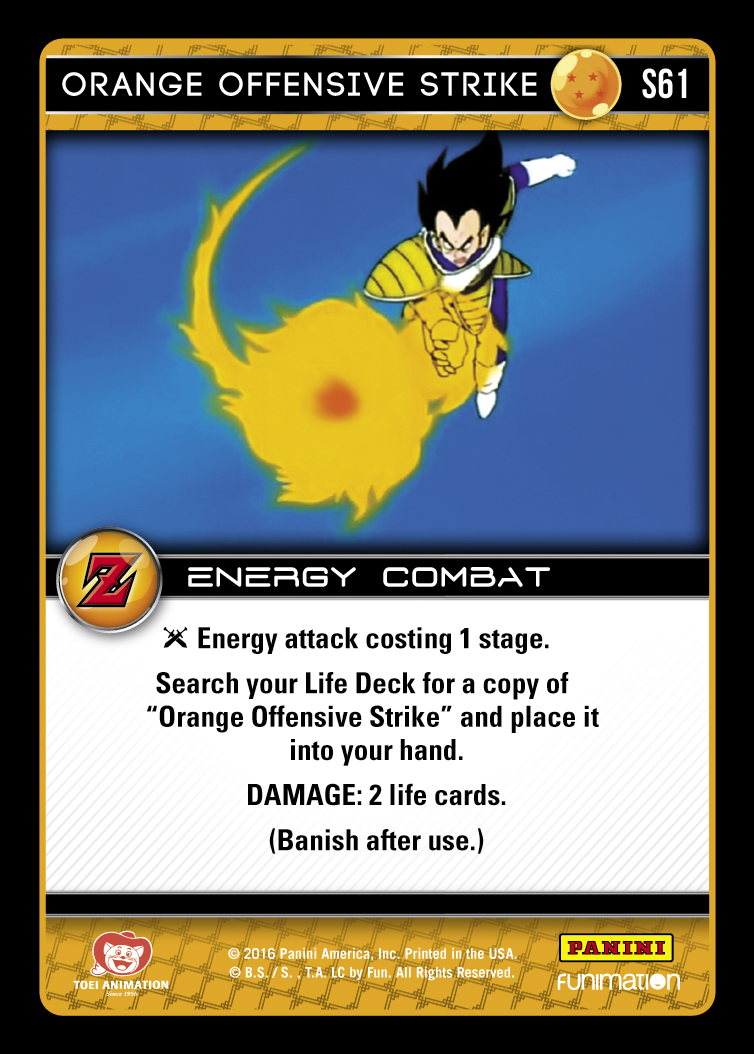 ORANGE OFFENSIVE STRIKE S61
Z
ENERGY COMBAT
Energy attack costing 1 stage.
Search your Life Deck for a copy of
“Orange Offensive Strike” and place it
into your hand.
DAMAGE: 2 life cards.
(Banish after use.)
TOEI ANIMATION
Since 1956
© 2016 Panini America, Inc. Printed in the USA.
© B.S. / S. , T.A. LC by Fun. All Rights Reserved.
PANINI
FUNIMATION